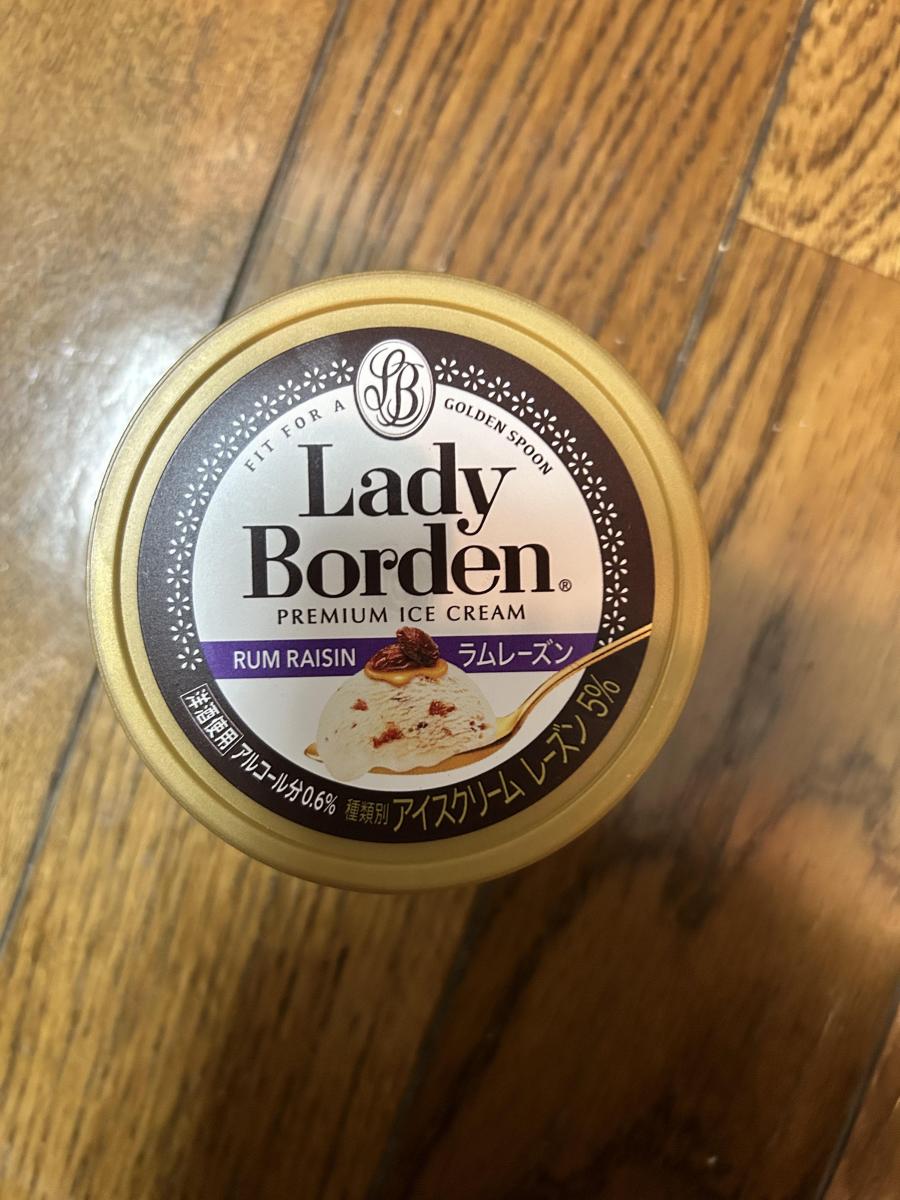 LB
FIT FOR A GOLDEN SPOON
Lady
Borden®
PREMIUM ICE CREAM
RUM RAISIN ラムレーズン
洋酒使用 アルコール分0.6% 種類別 アイスクリーム レーズン 5%